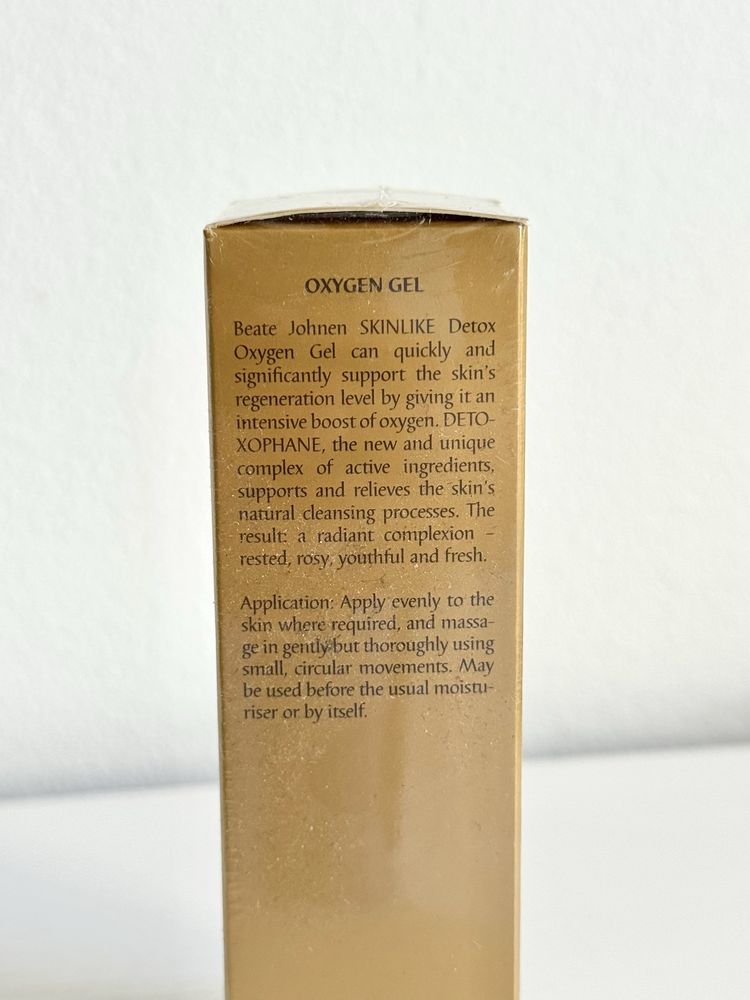 OXYGEN GEL
Beate Johnen SKINLIKE Detox
Oxygen Gel can quickly and
significantly support the skin's
regeneration level by giving it an
intensive boost of oxygen. DETO-
XOPHANE, the new and unique
complex of active ingredients,
supports and relieves the skin's
natural cleansing processes. The
result: a radiant complexion –
rested, rosy, youthful and fresh.
Application: Apply evenly to the
skin where required, and massa-
ge in gently but thoroughly using
small, circular movements. May
be used before the usual moistu-
riser or by itself.